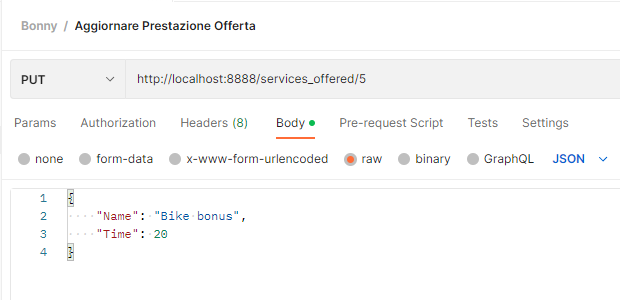 Bonny / Aggiornare Prestazione Offerta
PUT http://localhost:8888/services_offered/5
Params Authorization Headers (8) Body Pre-request Script Tests Settings
none form-data x-www-form-urlencoded raw binary GraphQL JSON
1 {
2 "Name": "Bike bonus",
3 "Time": 20
4 }